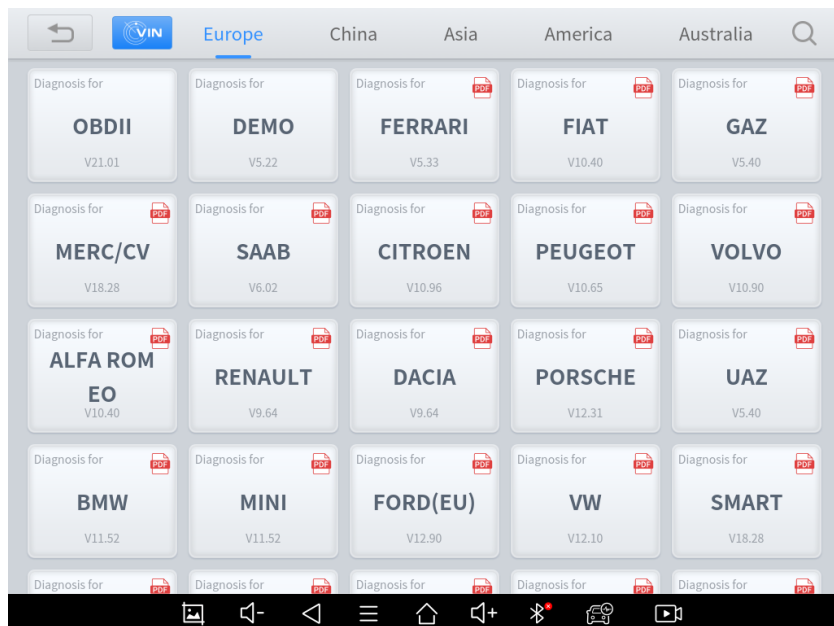 VIN
Europe
China
Asia
America
Australia
Diagnosis for
OBDII
V21.01
Diagnosis for
DEMO
V5.22
Diagnosis for
PDF
FERRARI
V5.33
Diagnosis for
PDF
FIAT
V10.40
Diagnosis for
PDF
GAZ
V5.40
Diagnosis for
PDF
MERC/CV
V18.28
Diagnosis for
PDF
SAAB
V6.02
Diagnosis for
PDF
CITROEN
V10.96
Diagnosis for
PDF
PEUGEOT
V10.65
Diagnosis for
PDF
VOLVO
V10.90
Diagnosis for
PDF
ALFA ROM
EO
V10.40
Diagnosis for
PDF
RENAULT
V9.64
Diagnosis for
PDF
DACIA
V9.64
Diagnosis for
PDF
PORSCHE
V12.31
Diagnosis for
PDF
UAZ
V5.40
Diagnosis for
PDF
BMW
V11.52
Diagnosis for
PDF
MINI
V11.52
Diagnosis for
PDF
FORD(EU)
V12.90
Diagnosis for
PDF
VW
V12.10
Diagnosis for
PDF
SMART
V18.28
Diagnosis for
PDF
Diagnosis for
PDF
Diagnosis for
PDF
Diagnosis for
PDF
Diagnosis for
PDF